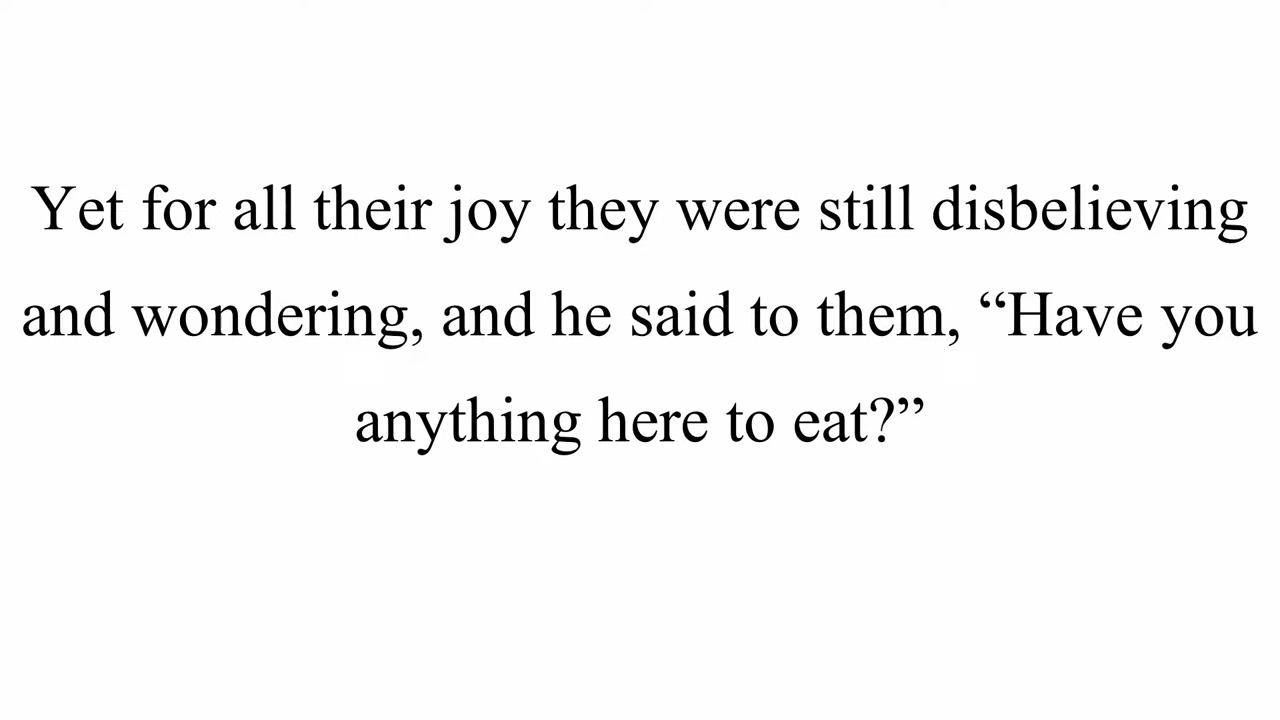 Yet for all their joy they were still disbelieving
and wondering, and he said to them, “Have you
anything here to eat?”